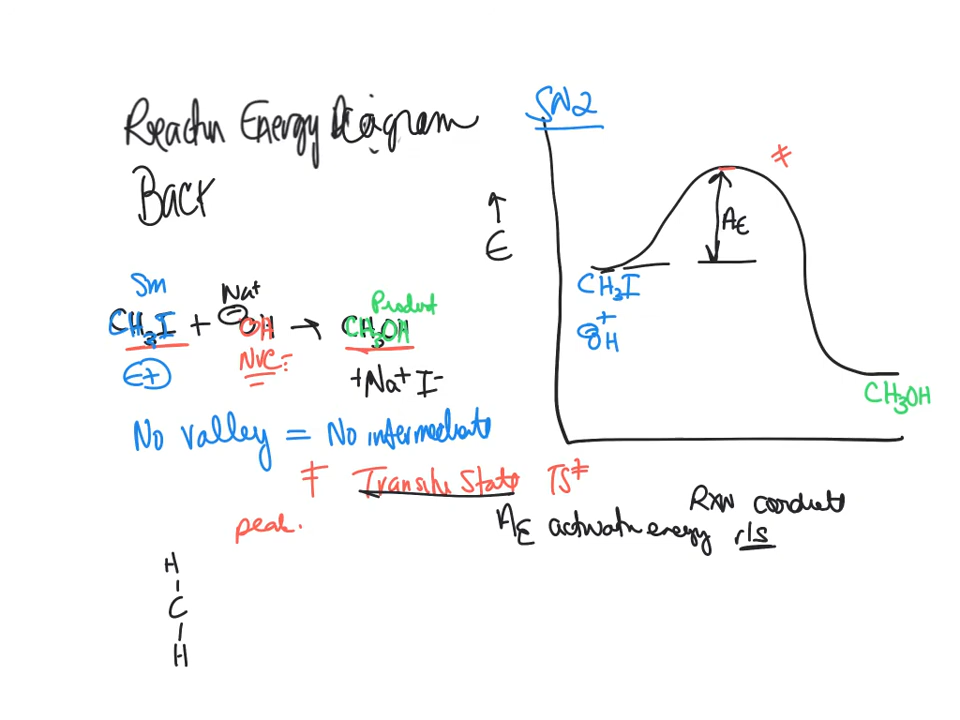 Reactn Energy Diagram
Back
SN2
≠
↑
E
AE
CH3I
+
⊖OH
CH3OH
Sm
Na+
Product
CH3I + ⊖OH → CH3OH
E+
Nuc:
+Na+ I-
No valley = No intermediate
‡ Transitn State TS‡
peak.
AE activatn energy rls
RXN coordinate
H
C
H